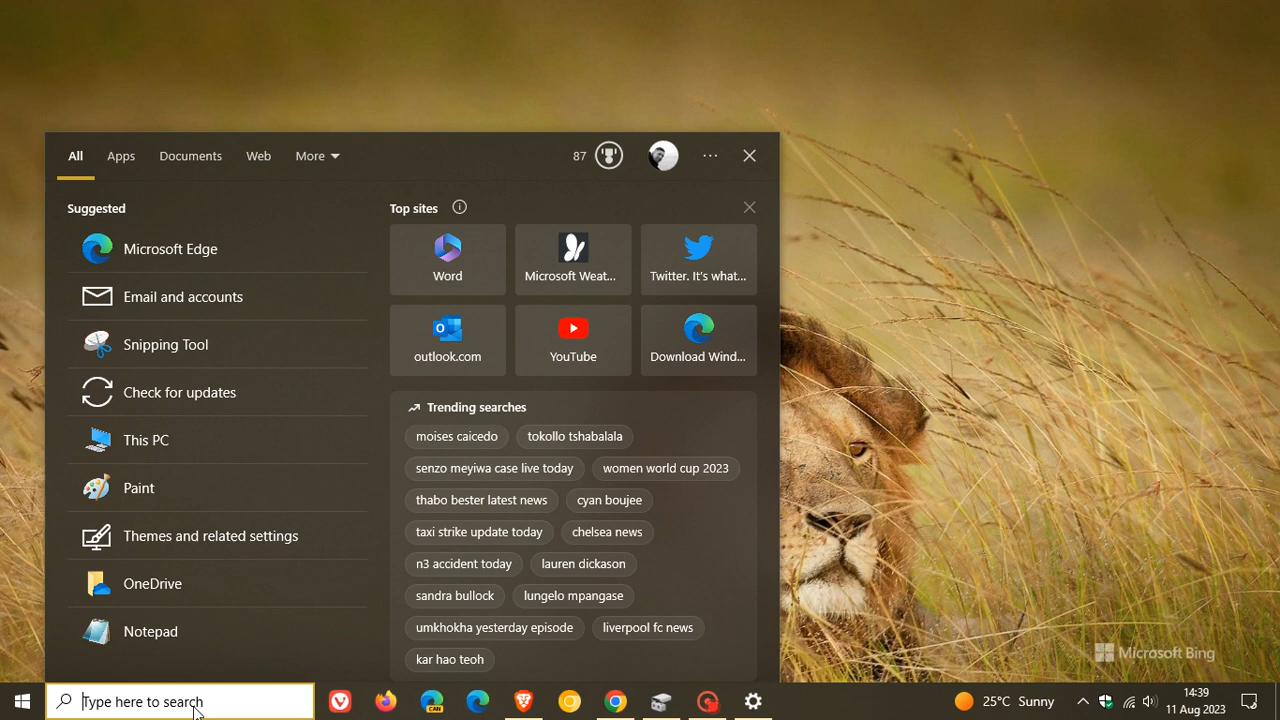 All Apps Documents Web More 87 ...
Suggested
Microsoft Edge
Email and accounts
Snipping Tool
Check for updates
This PC
Paint
Themes and related settings
OneDrive
Notepad
Top sites
Word Microsoft Weat... Twitter. It's what...
outlook.com YouTube Download Wind...
Trending searches
moises caicedo tokollo tshabalala
senzo meyiwa case live today women world cup 2023
thabo bester latest news cyan boujee
taxi strike update today chelsea news
n3 accident today lauren dickason
sandra bullock lungelo mpangase
umkhokha yesterday episode liverpool fc news
kar hao teoh
Microsoft Bing
Type here to search
CAN
25°C Sunny
14:39
11 Aug 2023